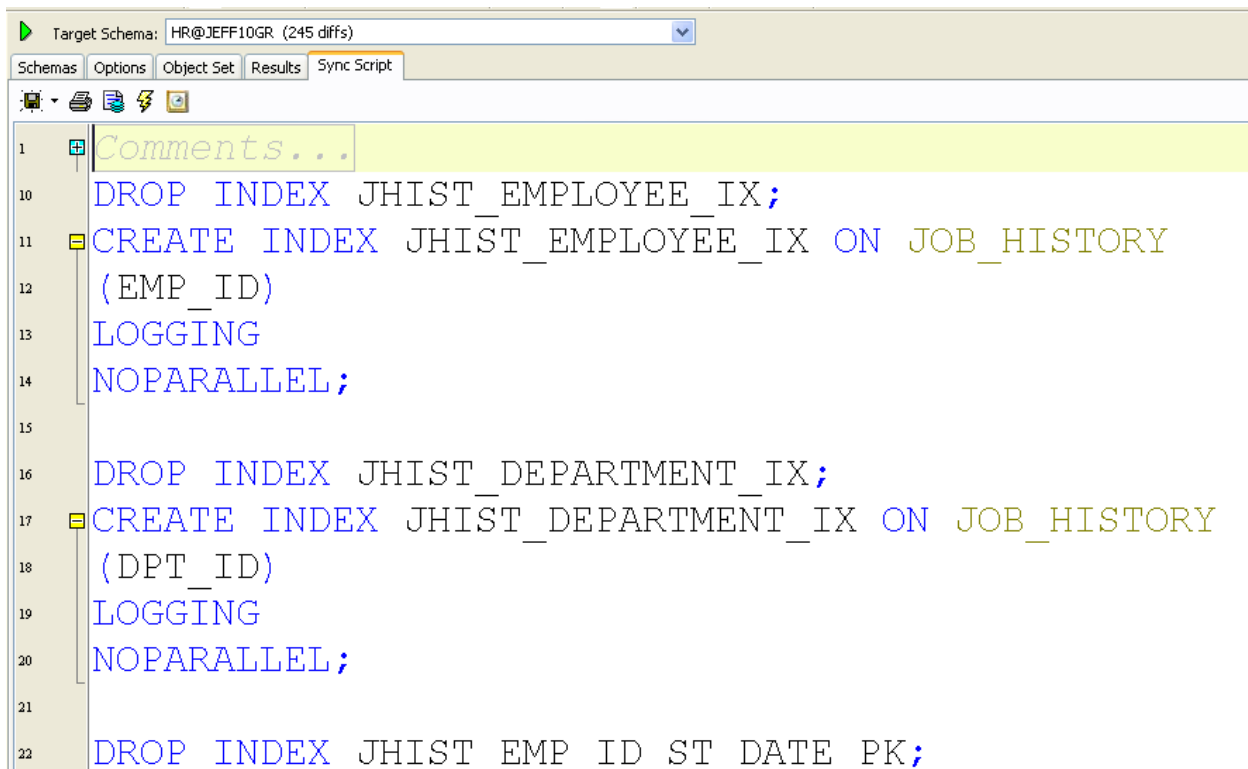 Target Schema: HR@JEFF10GR (245 diffs)
Schemas Options Object Set Results Sync Script
1 Comments...
10 DROP INDEX JHIST_EMPLOYEE_IX;
11 CREATE INDEX JHIST_EMPLOYEE_IX ON JOB_HISTORY
12 (EMP_ID)
13 LOGGING
14 NOPARALLEL;
15
16 DROP INDEX JHIST_DEPARTMENT_IX;
17 CREATE INDEX JHIST_DEPARTMENT_IX ON JOB_HISTORY
18 (DPT_ID)
19 LOGGING
20 NOPARALLEL;
21
22 DROP INDEX JHIST_EMP_ID_ST_DATE_PK;